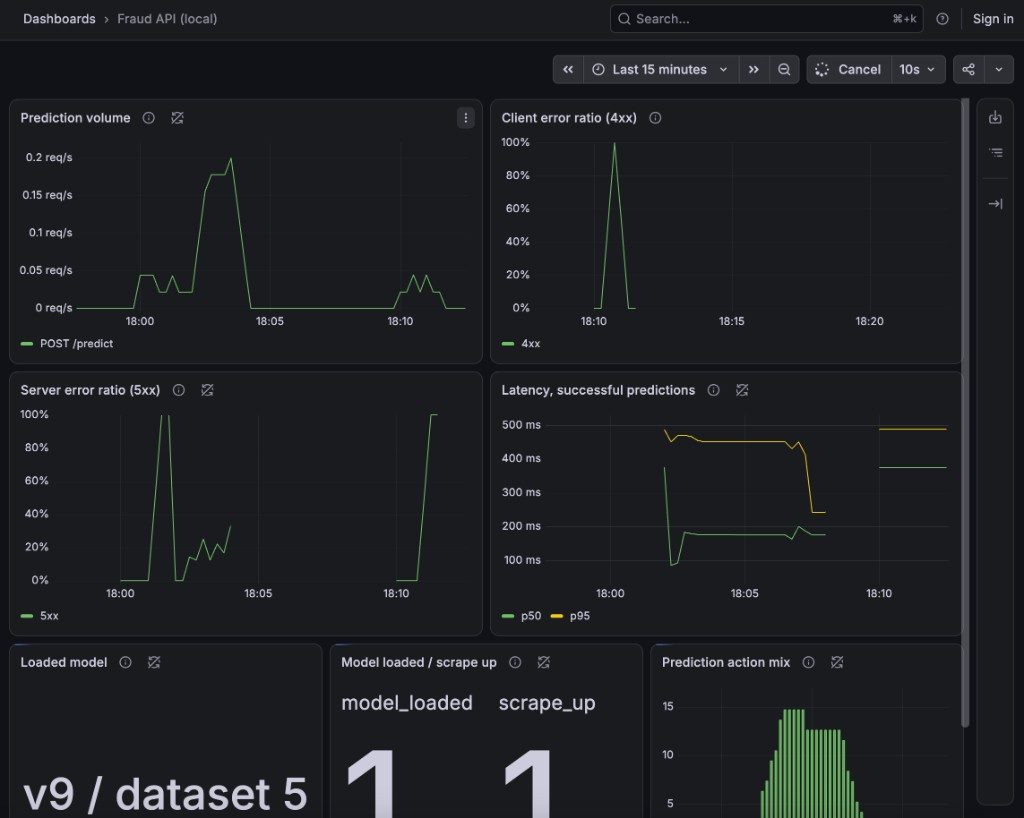 Dashboards › Fraud API (local)
Search... ⌘+k
Sign in
Last 15 minutes
Cancel 10s
Prediction volume
0.2 req/s
0.15 req/s
0.1 req/s
0.05 req/s
0 req/s
18:00 18:05 18:10
POST /predict
Client error ratio (4xx)
100%
80%
60%
40%
20%
0%
18:10 18:15 18:20
4xx
Server error ratio (5xx)
100%
80%
60%
40%
20%
0%
18:00 18:05 18:10
5xx
Latency, successful predictions
500 ms
400 ms
300 ms
200 ms
100 ms
18:00 18:05 18:10
p50 p95
Loaded model
v9 / dataset 5
Model loaded / scrape up
model_loaded scrape_up
1 1
Prediction action mix
15
10
5